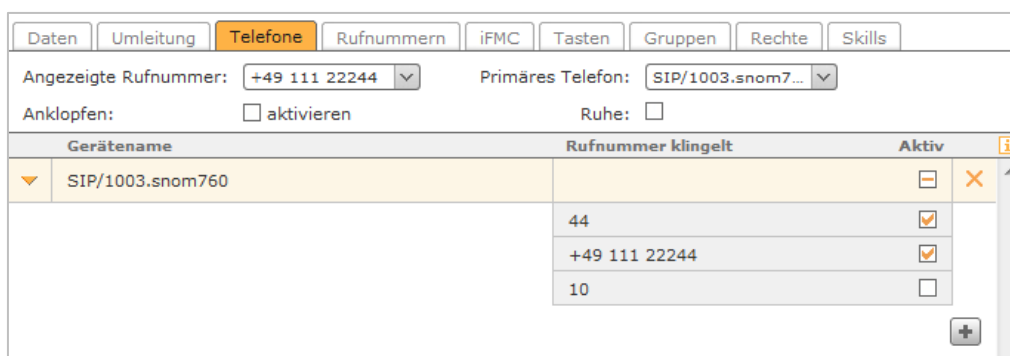 Daten Umleitung Telefone Rufnummern iFMC Tasten Gruppen Rechte Skills
Angezeigte Rufnummer: +49 111 22244 Primäres Telefon: SIP/1003.snom7...
Anklopfen: aktivieren Ruhe:
Gerätename Rufnummer klingelt Aktiv
SIP/1003.snom760
44
+49 111 22244
10